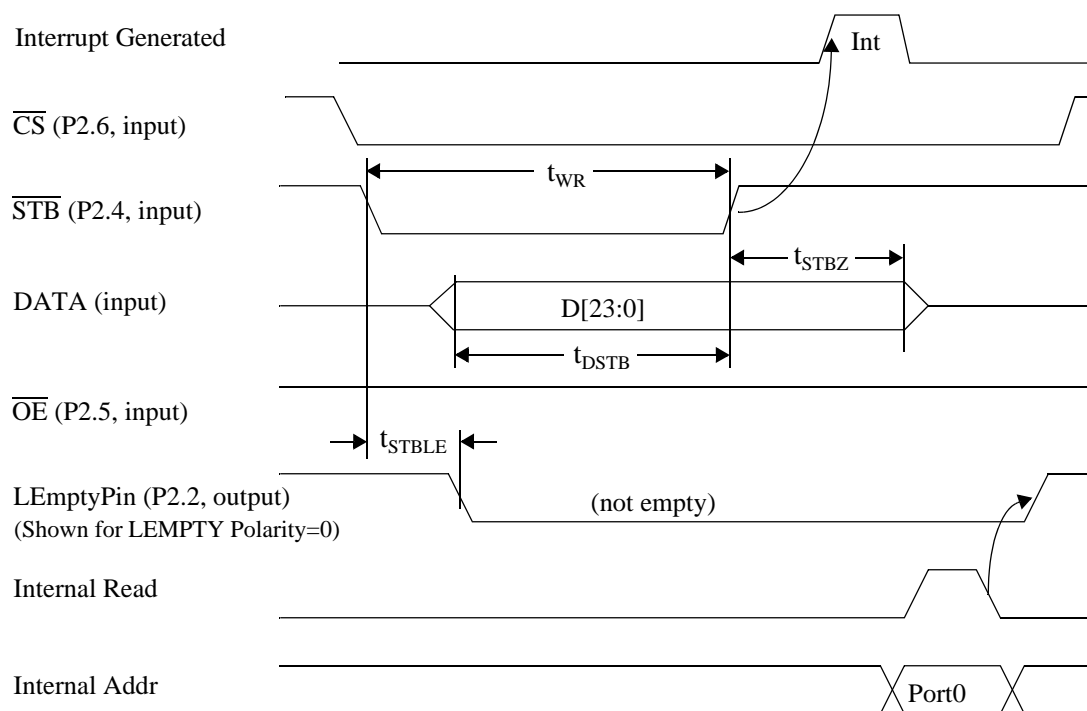 Interrupt Generated
Int
CS (P2.6, input)
tWR
STB (P2.4, input)
tSTBZ
DATA (input)
D[23:0]
tDSTB
OE (P2.5, input)
tSTBLE
LEmptyPin (P2.2, output)
(not empty)
(Shown for LEMPTY Polarity=0)
Internal Read
Internal Addr
Port0